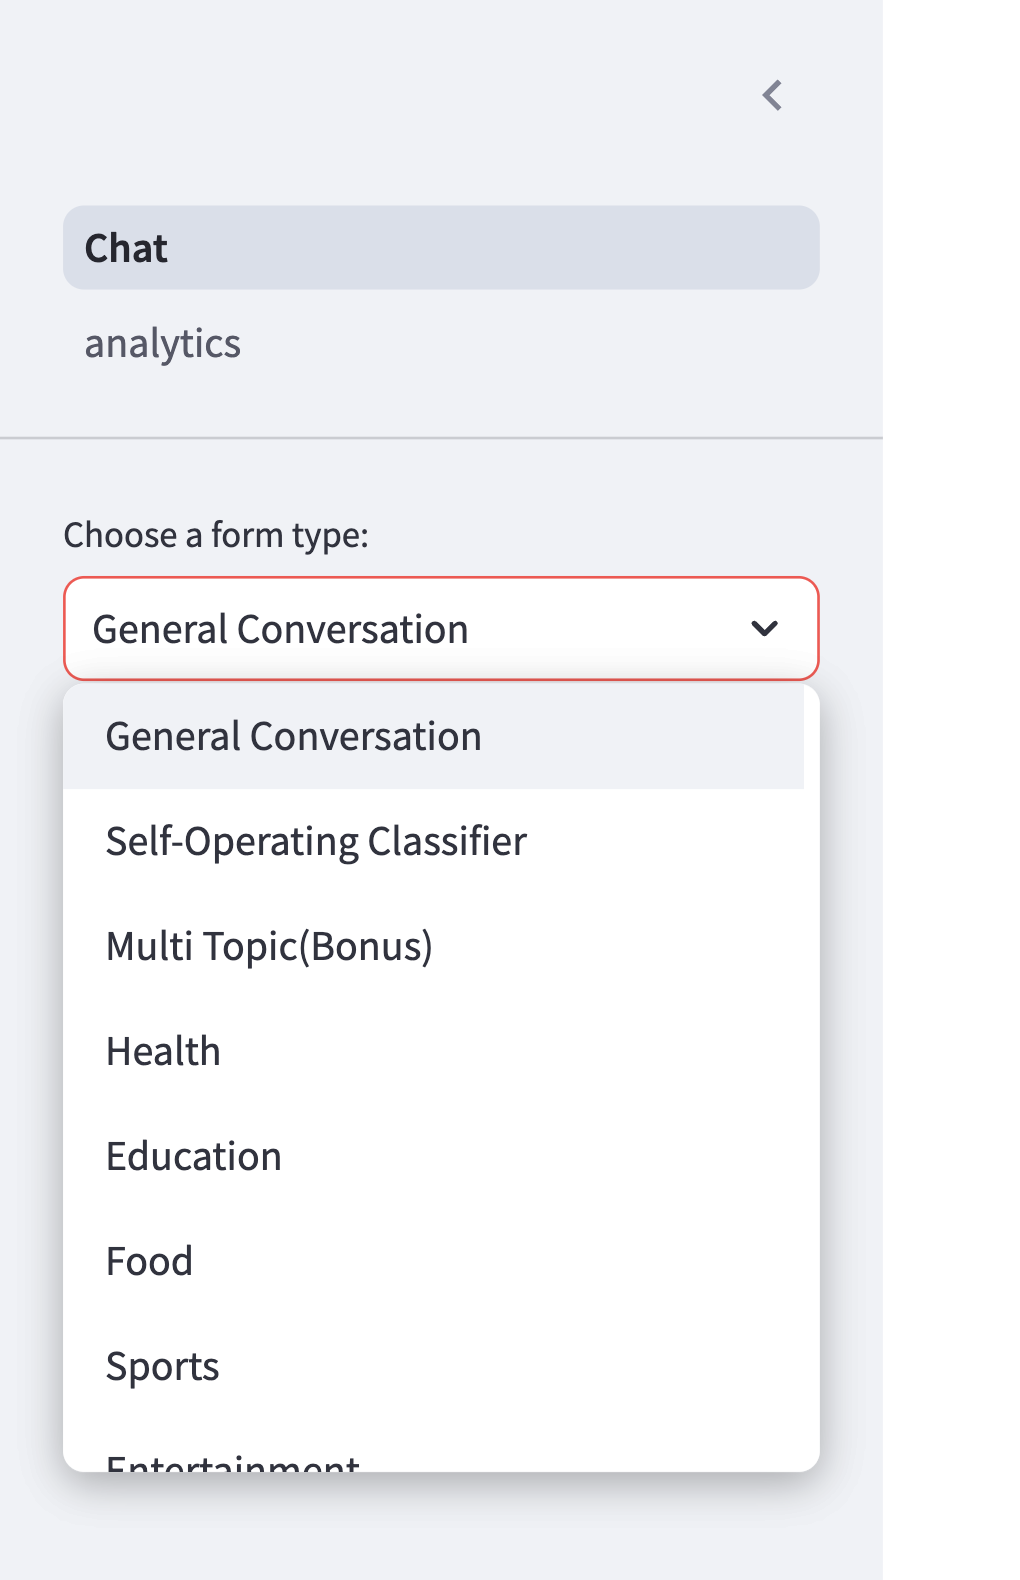 Chat
analytics
Choose a form type:
General Conversation
General Conversation
Self-Operating Classifier
Multi Topic(Bonus)
Health
Education
Food
Sports
Entertainment